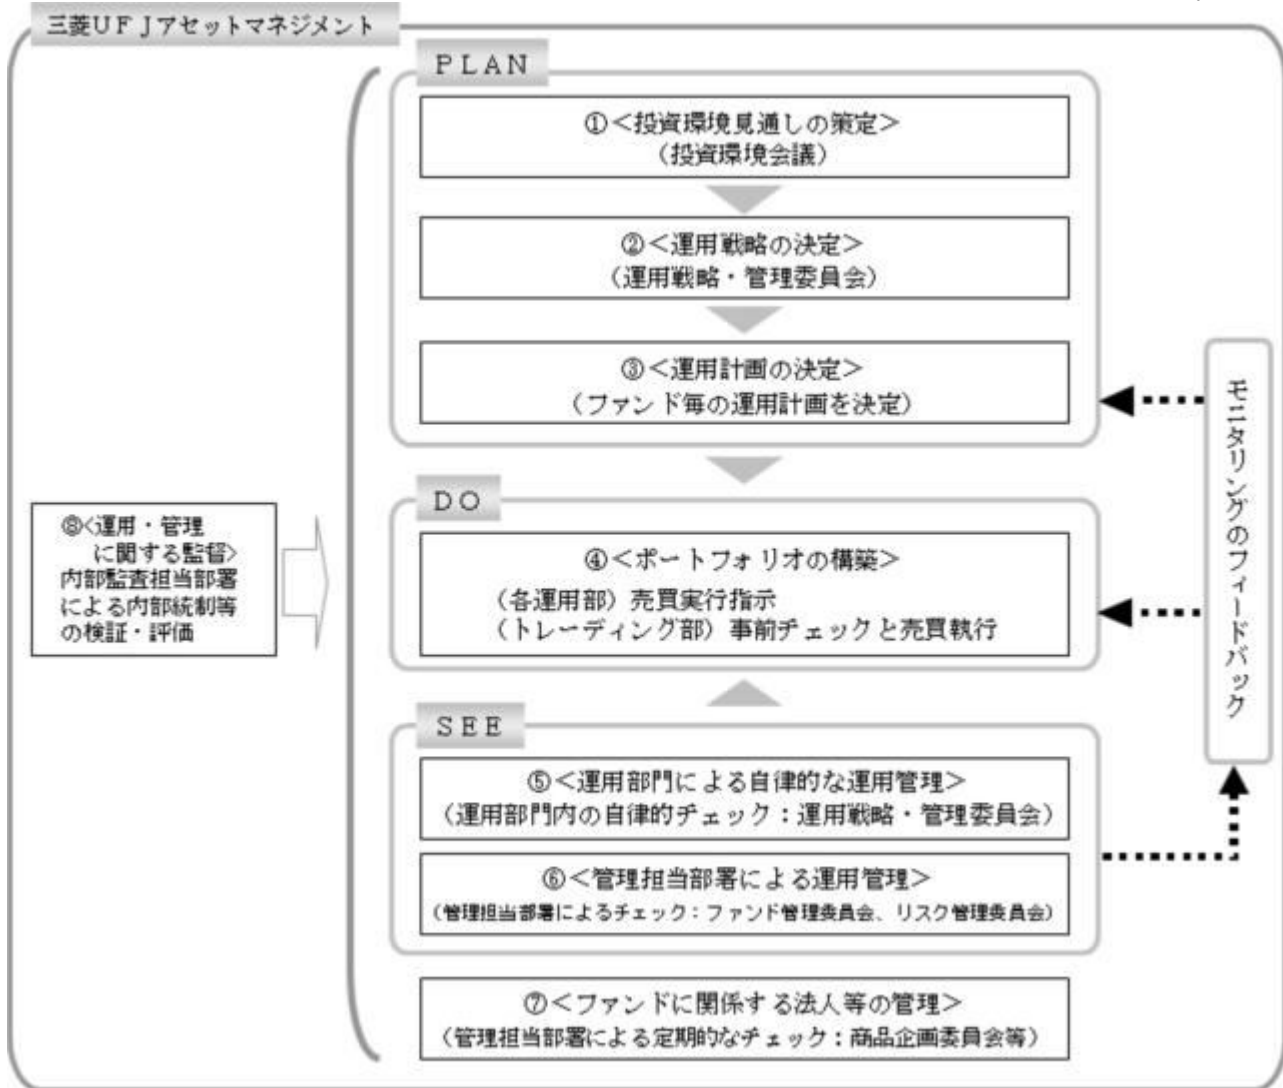 三菱UFJアセットマネジメント
PLAN
①<投資環境見通しの策定>
(投資環境会議)
②<運用戦略の決定>
(運用戦略・管理委員会)
③<運用計画の決定>
(ファンド毎の運用計画を決定)
DO
④<ポートフォリオの構築>
(各運用部)売買実行指示
(トレーディング部)事前チェックと売買執行
SEE
⑤<運用部門による自律的な運用管理>
(運用部門内の自律的チェック:運用戦略・管理委員会)
⑥<管理担当部署による運用管理>
(管理担当部署によるチェック:ファンド管理委員会、リスク管理委員会)
⑦<ファンドに関係する法人等の管理>
(管理担当部署による定期的なチェック:商品企画委員会等)
⑧<運用・管理
に関する監督>
内部監査担当部署
による内部統制等
の検証・評価
モニタリングのフィードバック